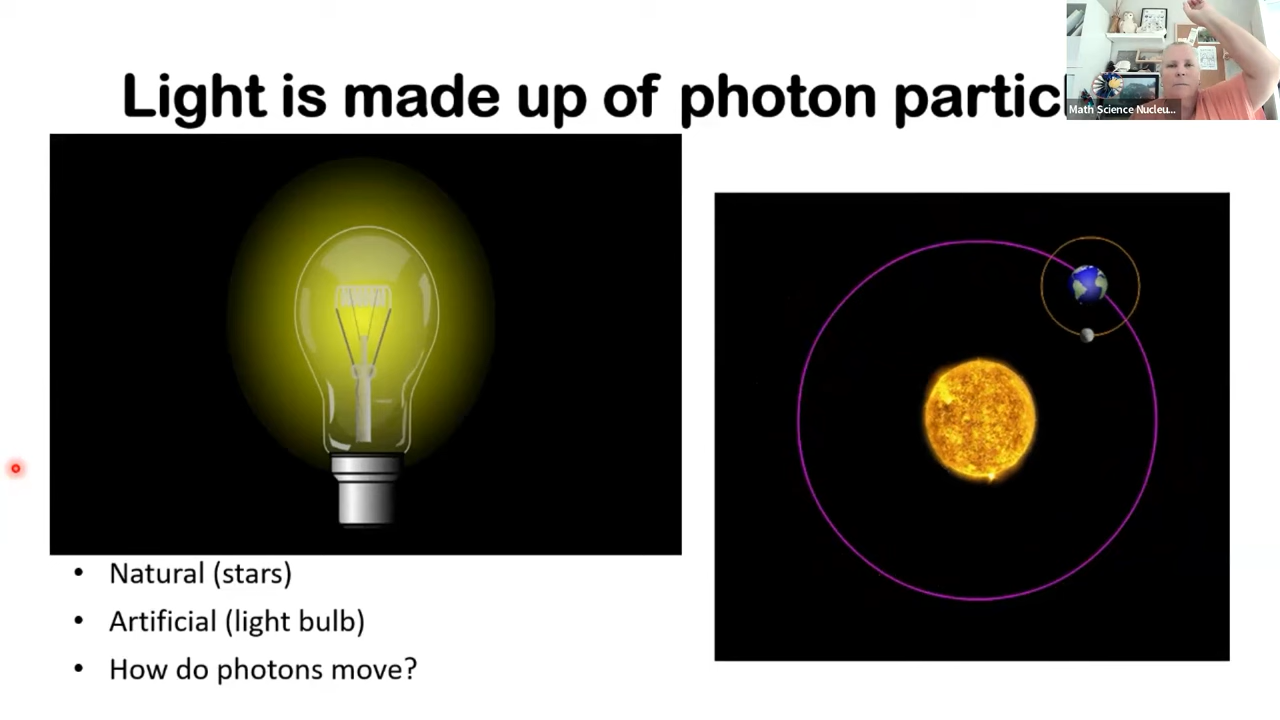 Light is made up of photon partic
Math Science Nucleu...
• Natural (stars)
• Artificial (light bulb)
• How do photons move?